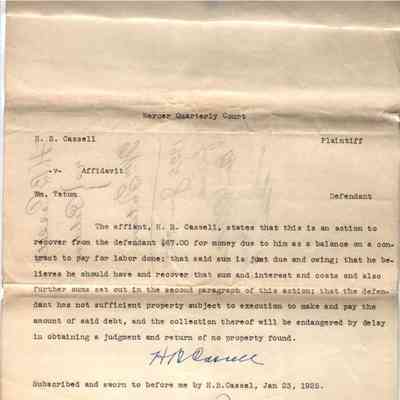 Mercer Quarterly Court
H. B. Cassell Plaintiff
-v- Affidavit
Wm. Tatum Defendant
The affiant, H. B. Cassell, states that this is an action to
recover from the defendant $67.00 for money due to him as a balance on a con-
tract to pay for labor done; that said sum is just due and owing; that he be-
lieves he should have and recover that sum and interest and costs and also
further sums set out in the second paragraph of this action; that the defen-
dant has not sufficient property subject to execution to make and pay the
amount of said debt, and the collection thereof will be endangered by delay
in obtaining a judgment and return of no property found.
H B Cassell
Subscribed and sworn to before me by H.B.Cassel, Jan 23, 1925.